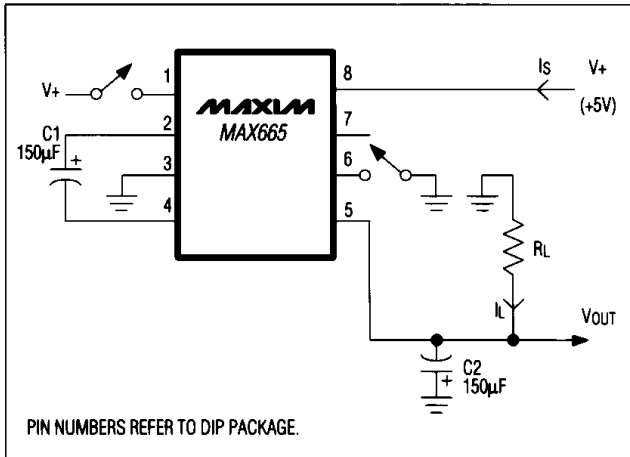 V+
1
8
IS
V+
(+5V)
MAXIM
MAX665
C1
150µF
+
2
7
3
6
4
5
RL
IL
VOUT
C2
150µF
+
PIN NUMBERS REFER TO DIP PACKAGE.